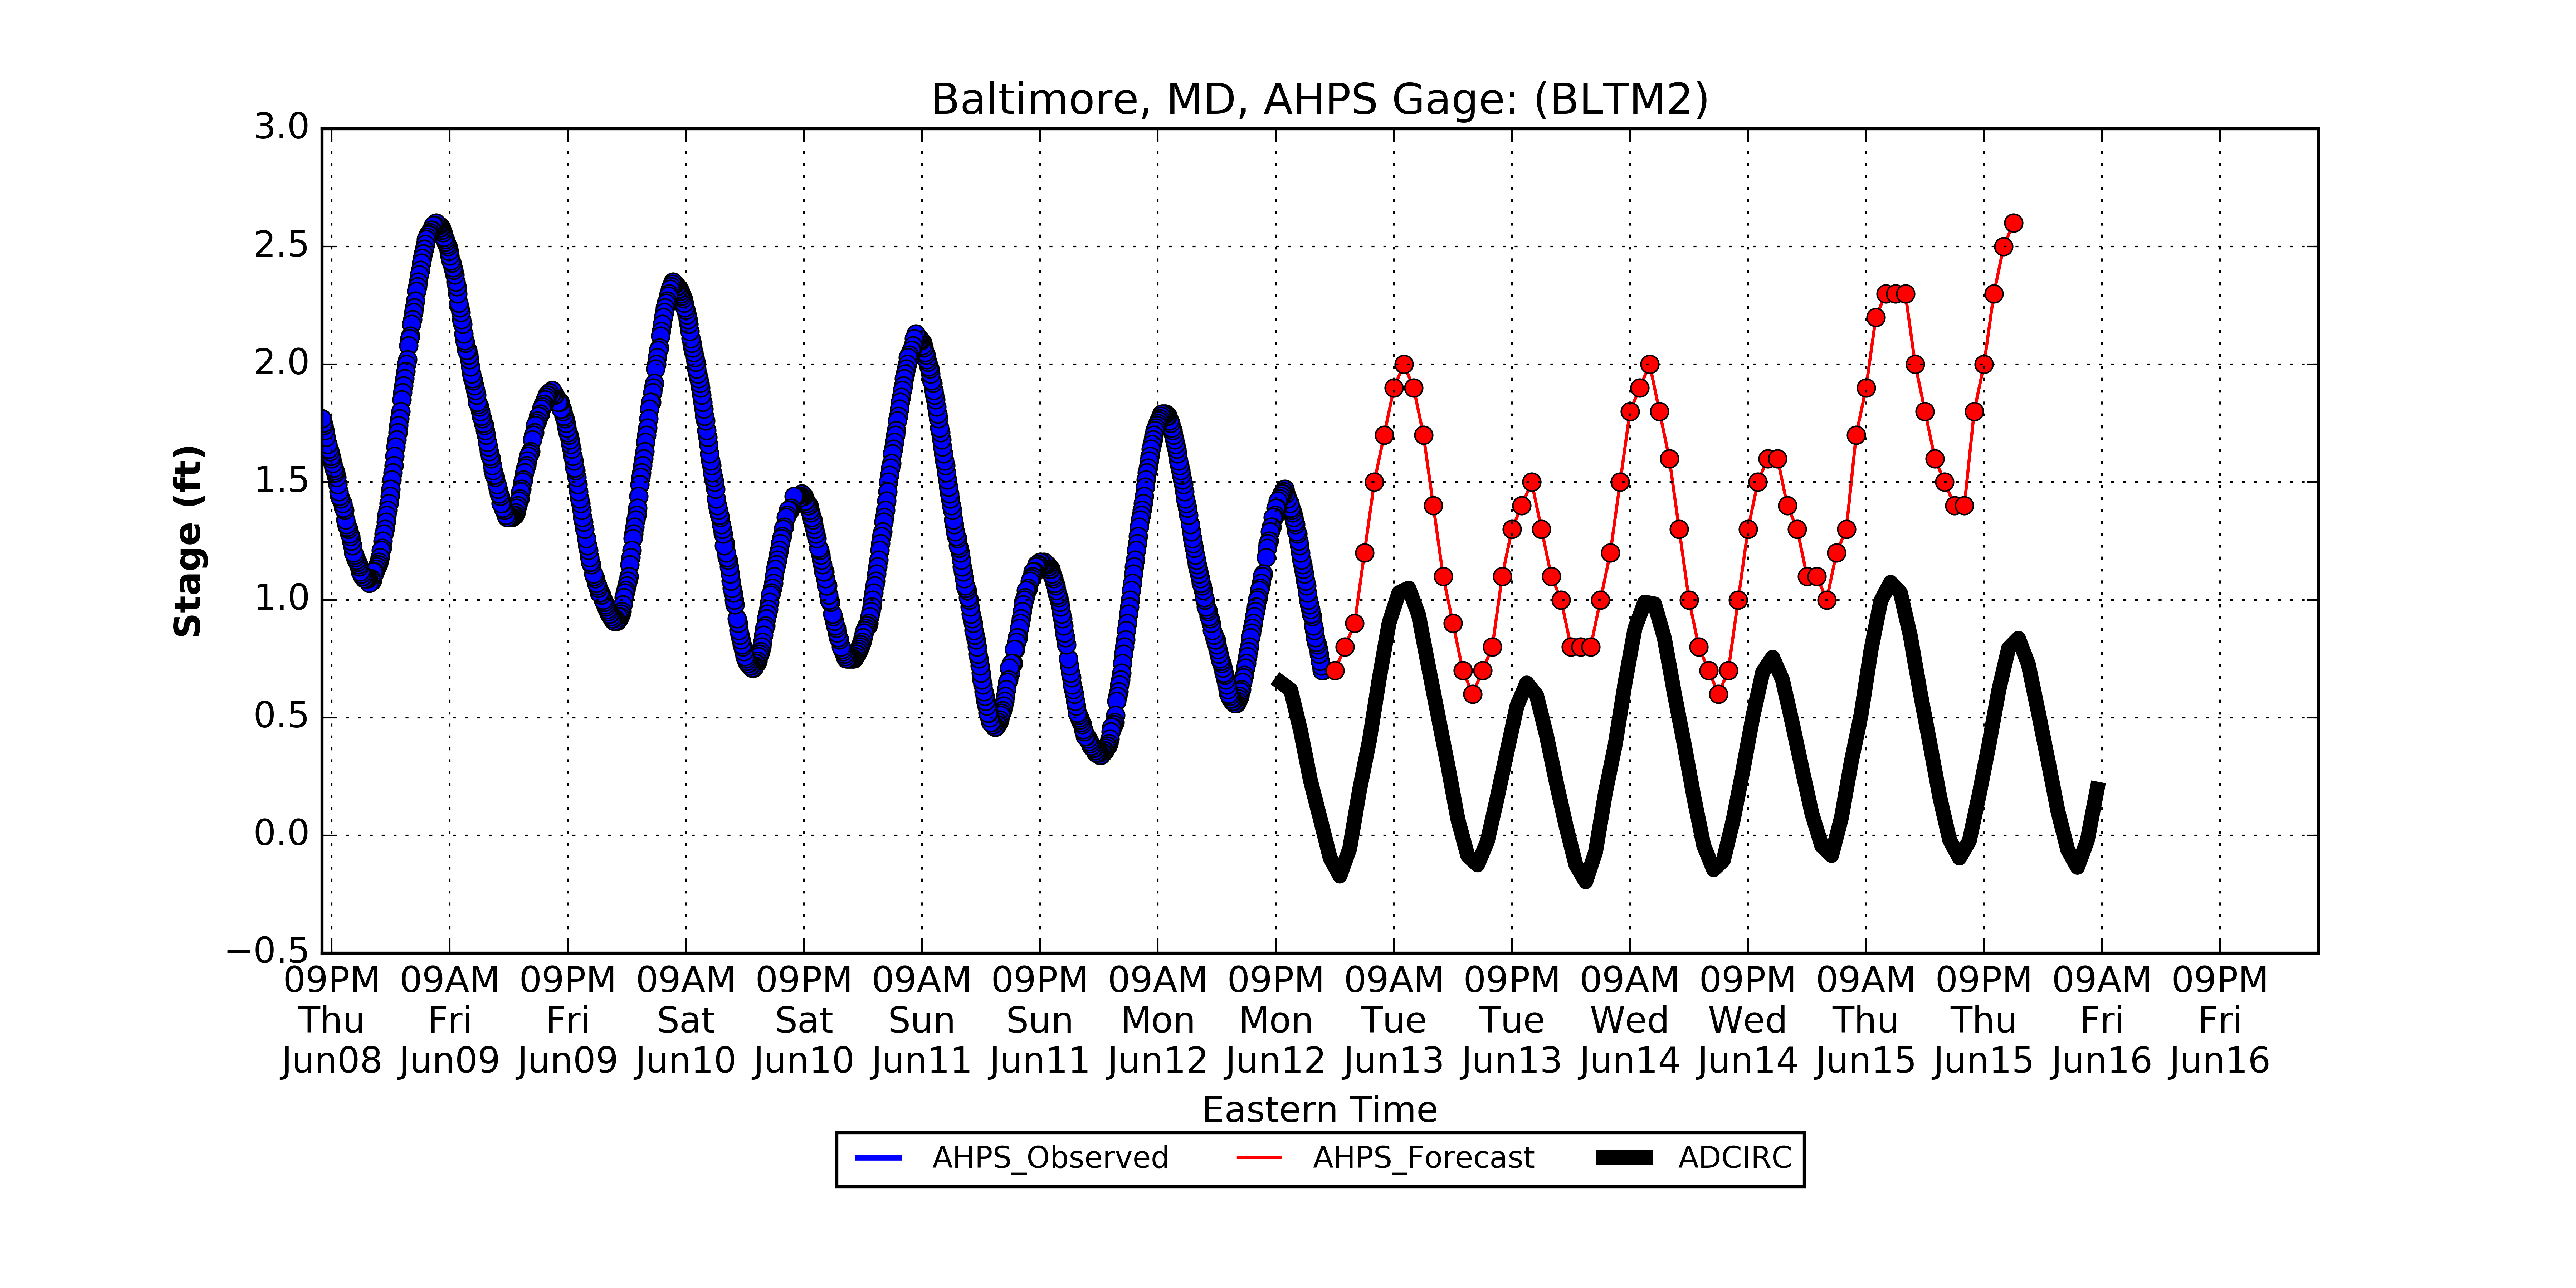 Baltimore, MD, AHPS Gage: (BLTM2)
3.0
2.5
2.0
1.5
1.0
0.5
0.0
−0.5
Stage (ft)
09PM 09AM 09PM 09AM 09PM 09AM 09PM 09AM 09PM 09AM 09PM 09AM 09PM 09AM 09PM 09AM 09PM
Thu Fri Fri Sat Sat Sun Sun Mon Mon Tue Tue Wed Wed Thu Thu Fri Fri
Jun08 Jun09 Jun09 Jun10 Jun10 Jun11 Jun11 Jun12 Jun12 Jun13 Jun13 Jun14 Jun14 Jun15 Jun15 Jun16 Jun16
Eastern Time
AHPS_Observed AHPS_Forecast ADCIRC